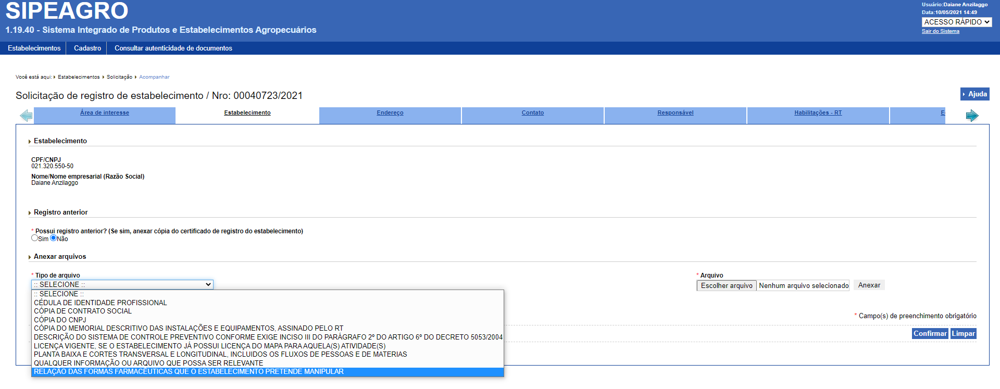 SIPEAGRO
1.19.40 - Sistema Integrado de Produtos e Estabelecimentos Agropecuários
Usuário:Daiane Anzilaggo
Data:10/05/2021 14:49
ACESSO RÁPIDO
Sair do Sistema
Estabelecimentos Cadastro Consultar autenticidade de documentos
Você está aqui: Estabelecimentos Solicitação Acompanhar
Solicitação de registro de estabelecimento / Nro: 00040723/2021
Ajuda
Área de interesse Estabelecimento Endereço Contato Responsável Habilitações - RT E
Estabelecimento
CPF/CNPJ
021.320.550-50
Nome/Nome empresarial (Razão Social)
Daiane Anzilaggo
Registro anterior
* Possui registro anterior? (Se sim, anexar cópia do certificado de registro do estabelecimento)
Sim Não
Anexar arquivos
* Tipo de arquivo
:: SELECIONE ::
* Arquivo
Escolher arquivo Nenhum arquivo selecionado Anexar
:: SELECIONE ::
CÉDULA DE IDENTIDADE PROFISSIONAL
CÓPIA DE CONTRATO SOCIAL
CÓPIA DO CNPJ
CÓPIA DO MEMORIAL DESCRITIVO DAS INSTALAÇÕES E EQUIPAMENTOS, ASSINADO PELO RT
DESCRIÇÃO DO SISTEMA DE CONTROLE PREVENTIVO CONFORME EXIGE INCISO III DO PARÁGRAFO 2º DO ARTIGO 6º DO DECRETO 5053/2004
LICENÇA VIGENTE, SE O ESTABELECIMENTO JÁ POSSUI LICENÇA DO MAPA PARA AQUELA(S) ATIVIDADE(S)
PLANTA BAIXA E CORTES TRANSVERSAL E LONGITUDINAL, INCLUIDOS OS FLUXOS DE PESSOAS E DE MATERIAS
QUALQUER INFORMAÇÃO OU ARQUIVO QUE POSSA SER RELEVANTE
RELAÇÃO DAS FORMAS FARMACÊUTICAS QUE O ESTABELECIMENTO PRETENDE MANIPULAR
* Campo(s) de preenchimento obrigatório
Confirmar Limpar